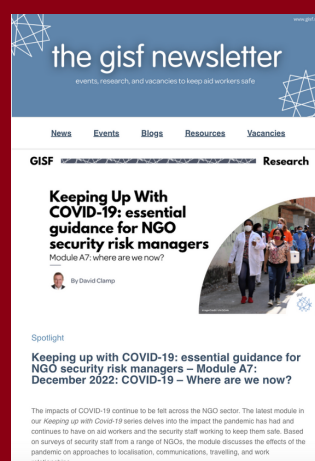 the gisf newsletter
events, research, and vacancies to keep aid workers safe
News Events Blogs Resources Vacancies
GISF Research
Keeping Up With
COVID-19: essential
guidance for NGO
security risk managers
Module A7: where are we now?
By David Clamp
Spotlight
Keeping up with COVID-19: essential guidance for
NGO security risk managers – Module A7:
December 2022: COVID-19 – Where are we now?
The impacts of COVID-19 continue to be felt across the NGO sector. The latest module in
our Keeping up with Covid-19 series delves into the impact the pandemic has had and
continues to have on aid workers and the security staff working to keep them safe. Based
on surveys of security staff from a range of NGOs, the module discusses the effects of the
pandemic on approaches to localisation, communications, travelling, and work